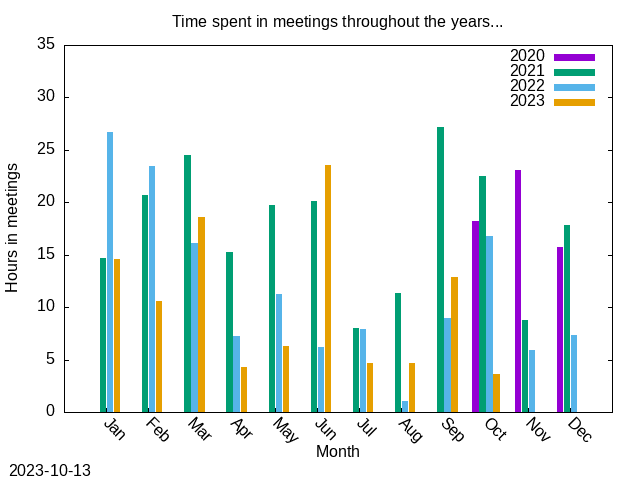 Time spent in meetings throughout the years...
35
30
25
20
15
10
5
0
Hours in meetings
2020
2021
2022
2023
Jan
Feb
Mar
Apr
May
Jun
Jul
Aug
Sep
Oct
Nov
Dec
Month
2023-10-13